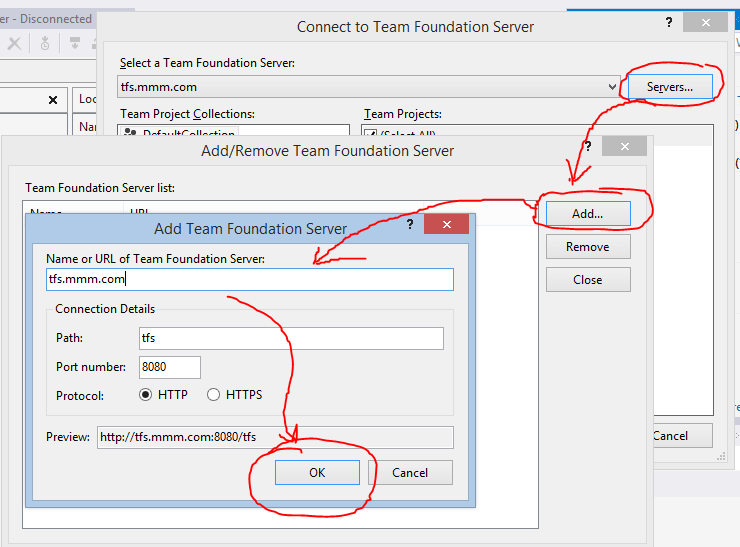 er - Disconnected
Connect to Team Foundation Server
?
Select a Team Foundation Server:
tfs.mmm.com
Servers...
Loc
Team Project Collections:
Team Projects:
Nam
DefaultCollection
(Select All)
Add/Remove Team Foundation Server
?
Team Foundation Server list:
Name
URL
Add...
Remove
Close
Add Team Foundation Server
?
Name or URL of Team Foundation Server:
tfs.mmm.com
Connection Details
Path:
tfs
Port number:
8080
Protocol:
HTTP
HTTPS
Preview:
http://tfs.mmm.com:8080/tfs
OK
Cancel
Cancel